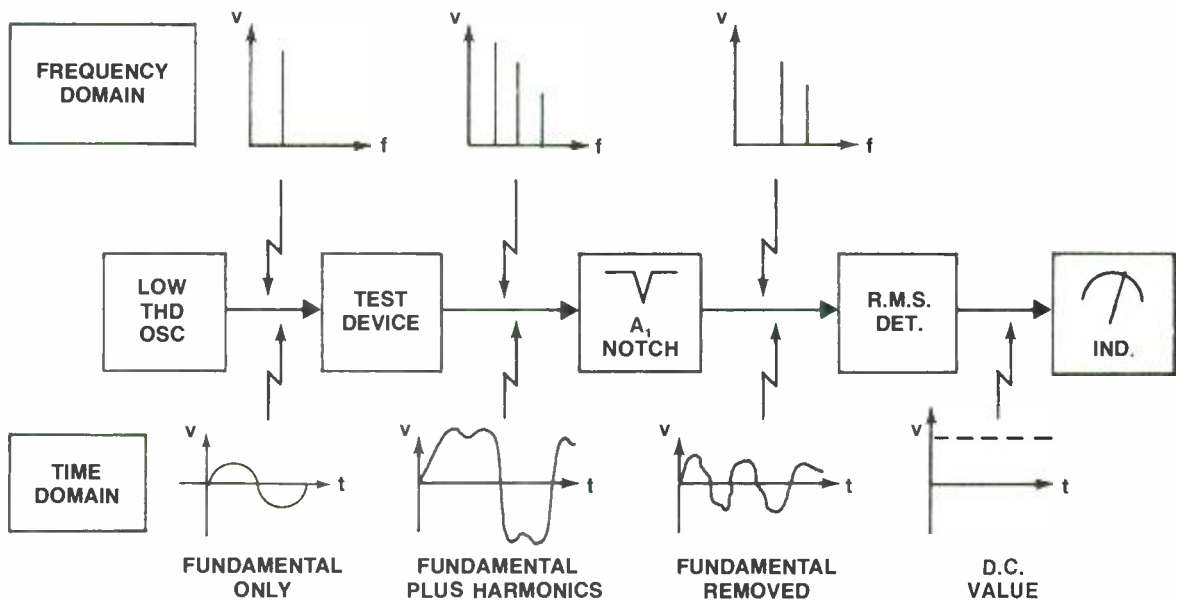 FREQUENCY
DOMAIN
v
f
v
f
v
f
LOW
THD
OSC
TEST
DEVICE
A₁
NOTCH
R.M.S.
DET.
IND.
TIME
DOMAIN
v
t
v
t
v
t
v
t
FUNDAMENTAL
ONLY
FUNDAMENTAL
PLUS HARMONICS
FUNDAMENTAL
REMOVED
D.C.
VALUE